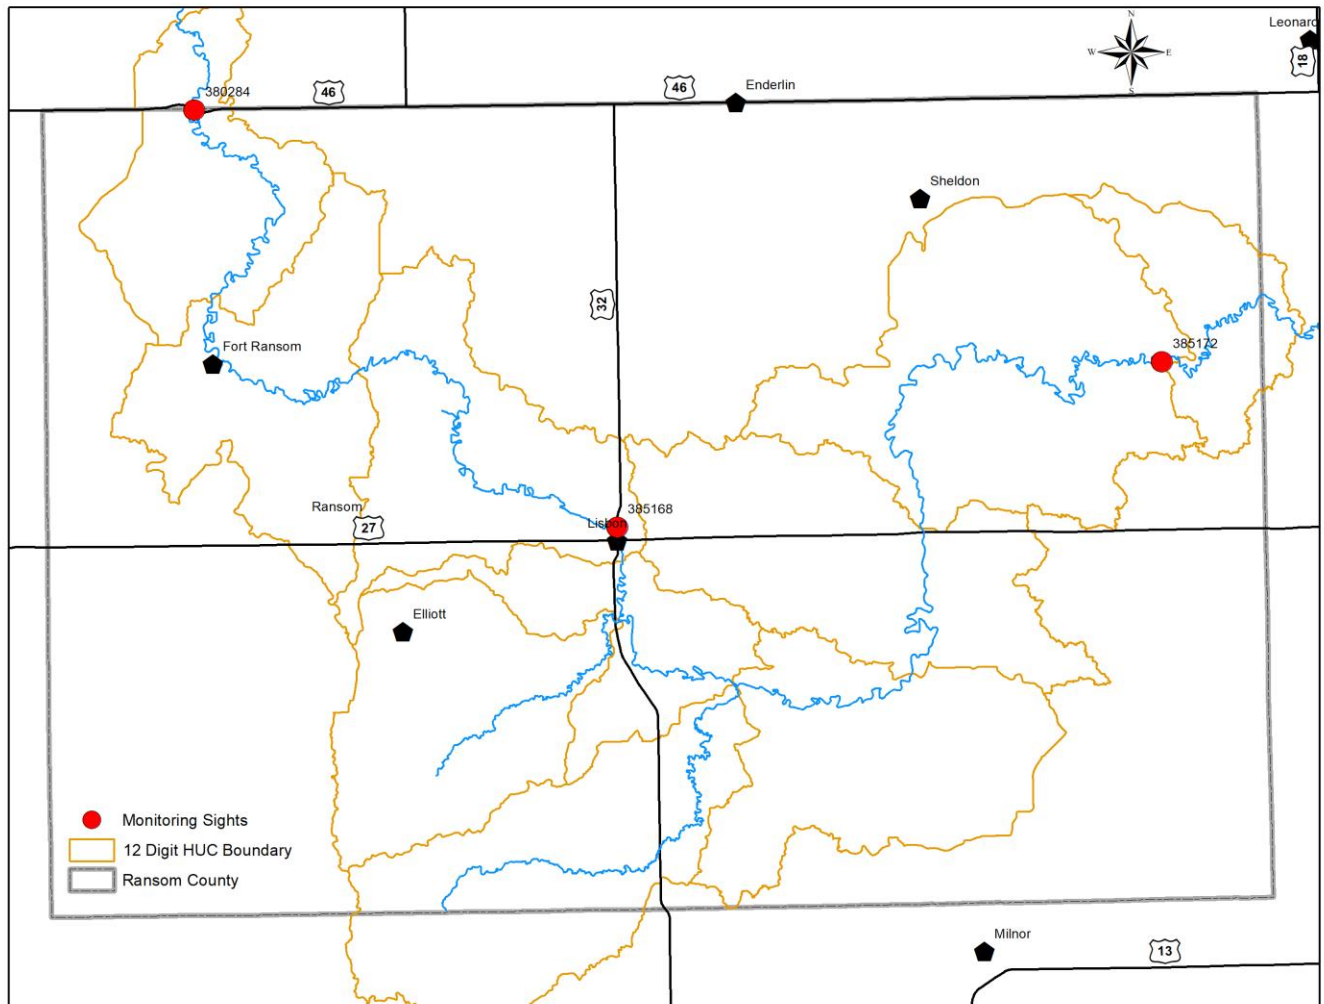 N
W
E
S
Leonard
18
380284
46
46
Enderlin
Sheldon
32
385172
Fort Ransom
Ransom
27
385168
Lisbon
Elliott
Monitoring Sights
12 Digit HUC Boundary
Ransom County
Milnor
13